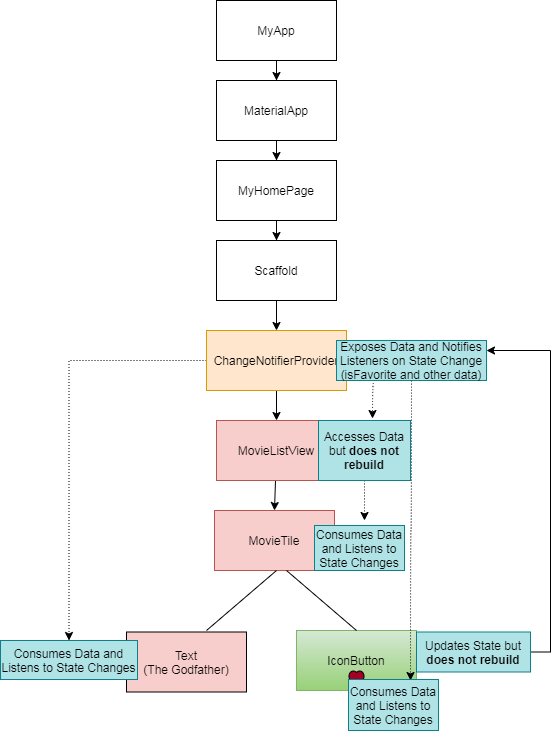 MyApp
MaterialApp
MyHomePage
Scaffold
ChangeNotifierProvider
Exposes Data and Notifies
Listeners on State Change
(isFavorite and other data)
MovieListView
Accesses Data
but does not
rebuild
MovieTile
Consumes Data
and Listens to
State Changes
Consumes Data and
Listens to State Changes
Text
(The Godfather)
IconButton
Updates State but
does not rebuild
Consumes Data
and Listens to
State Changes